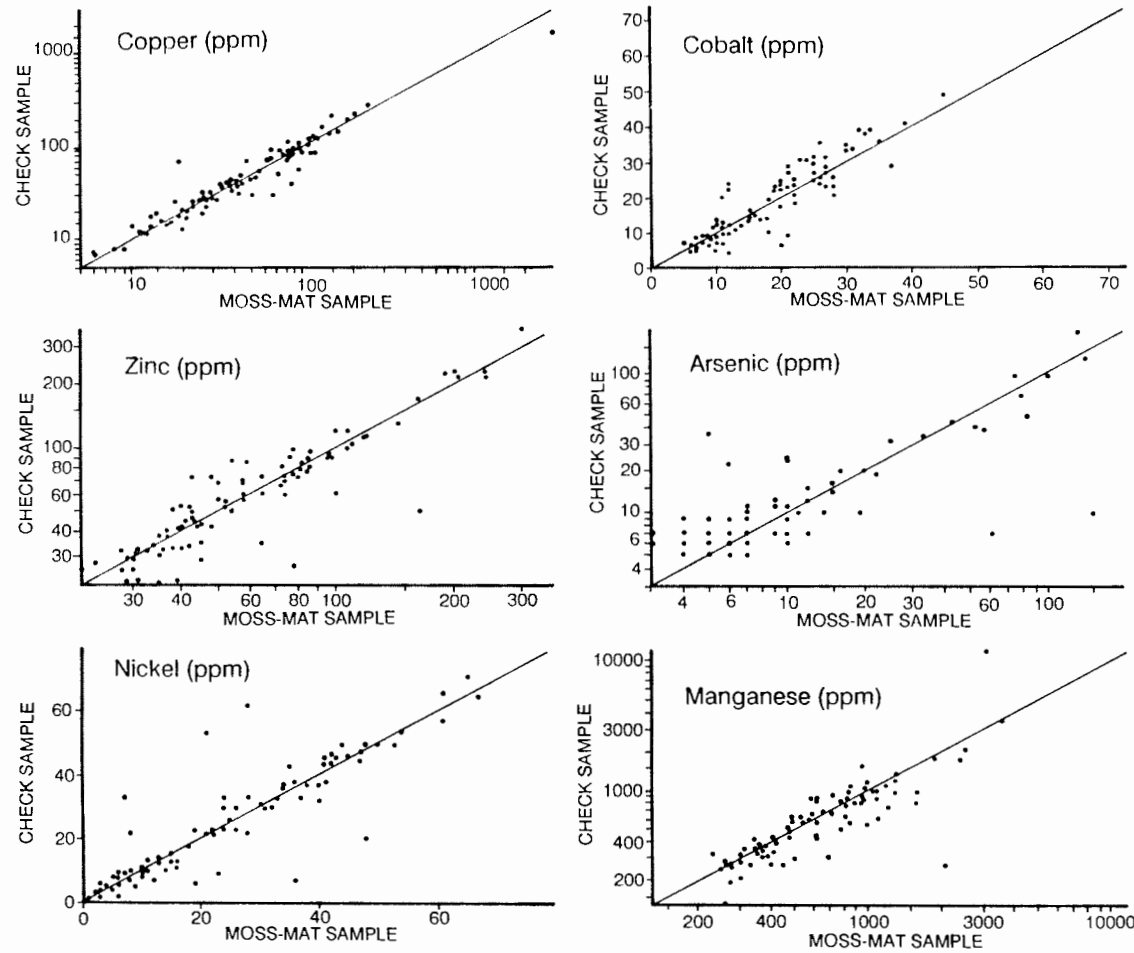 Copper (ppm)
CHECK SAMPLE
1000
100
10
10 100 1000
MOSS-MAT SAMPLE
Cobalt (ppm)
CHECK SAMPLE
70
60
50
40
30
20
10
0
0 10 20 30 40 50 60 70
MOSS-MAT SAMPLE
Zinc (ppm)
CHECK SAMPLE
300
200
100
80
60
40
30
30 40 60 80 100 200 300
MOSS-MAT SAMPLE
Arsenic (ppm)
CHECK SAMPLE
100
60
30
20
10
6
4
4 6 10 20 30 60 100
MOSS-MAT SAMPLE
Nickel (ppm)
CHECK SAMPLE
60
40
20
0
0 20 40 60
MOSS-MAT SAMPLE
Manganese (ppm)
CHECK SAMPLE
10000
3000
1000
400
200
200 400 1000 3000 10000
MOSS-MAT SAMPLE